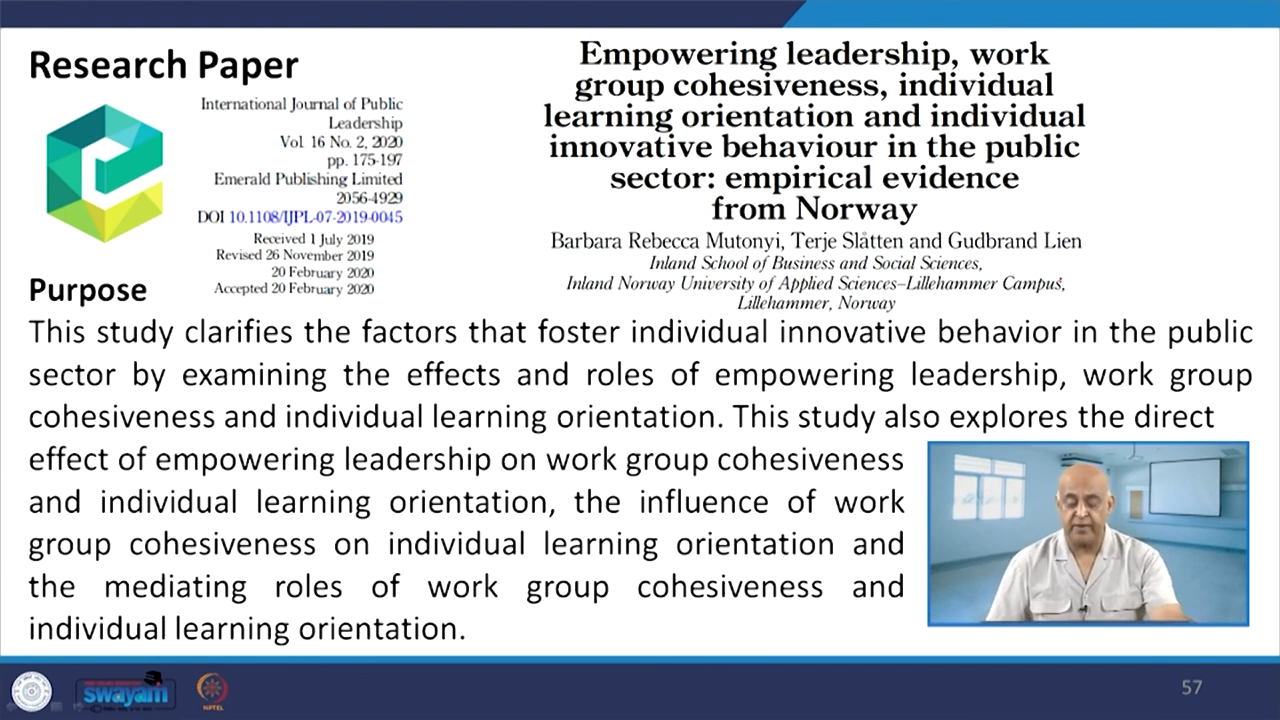 Research Paper
International Journal of Public
Leadership
Vol. 16 No. 2, 2020
pp. 175-197
Emerald Publishing Limited
2056-4929
DOI 10.1108/IJPL-07-2019-0045
Received 1 July 2019
Revised 26 November 2019
20 February 2020
Accepted 20 February 2020
Empowering leadership, work
group cohesiveness, individual
learning orientation and individual
innovative behaviour in the public
sector: empirical evidence
from Norway
Barbara Rebecca Mutonyi, Terje Slåtten and Gudbrand Lien
Inland School of Business and Social Sciences,
Inland Norway University of Applied Sciences–Lillehammer Campus,
Lillehammer, Norway
Purpose
This study clarifies the factors that foster individual innovative behavior in the public
sector by examining the effects and roles of empowering leadership, work group
cohesiveness and individual learning orientation. This study also explores the direct
effect of empowering leadership on work group cohesiveness
and individual learning orientation, the influence of work
group cohesiveness on individual learning orientation and
the mediating roles of work group cohesiveness and
individual learning orientation.
swayam
NPTEL
57